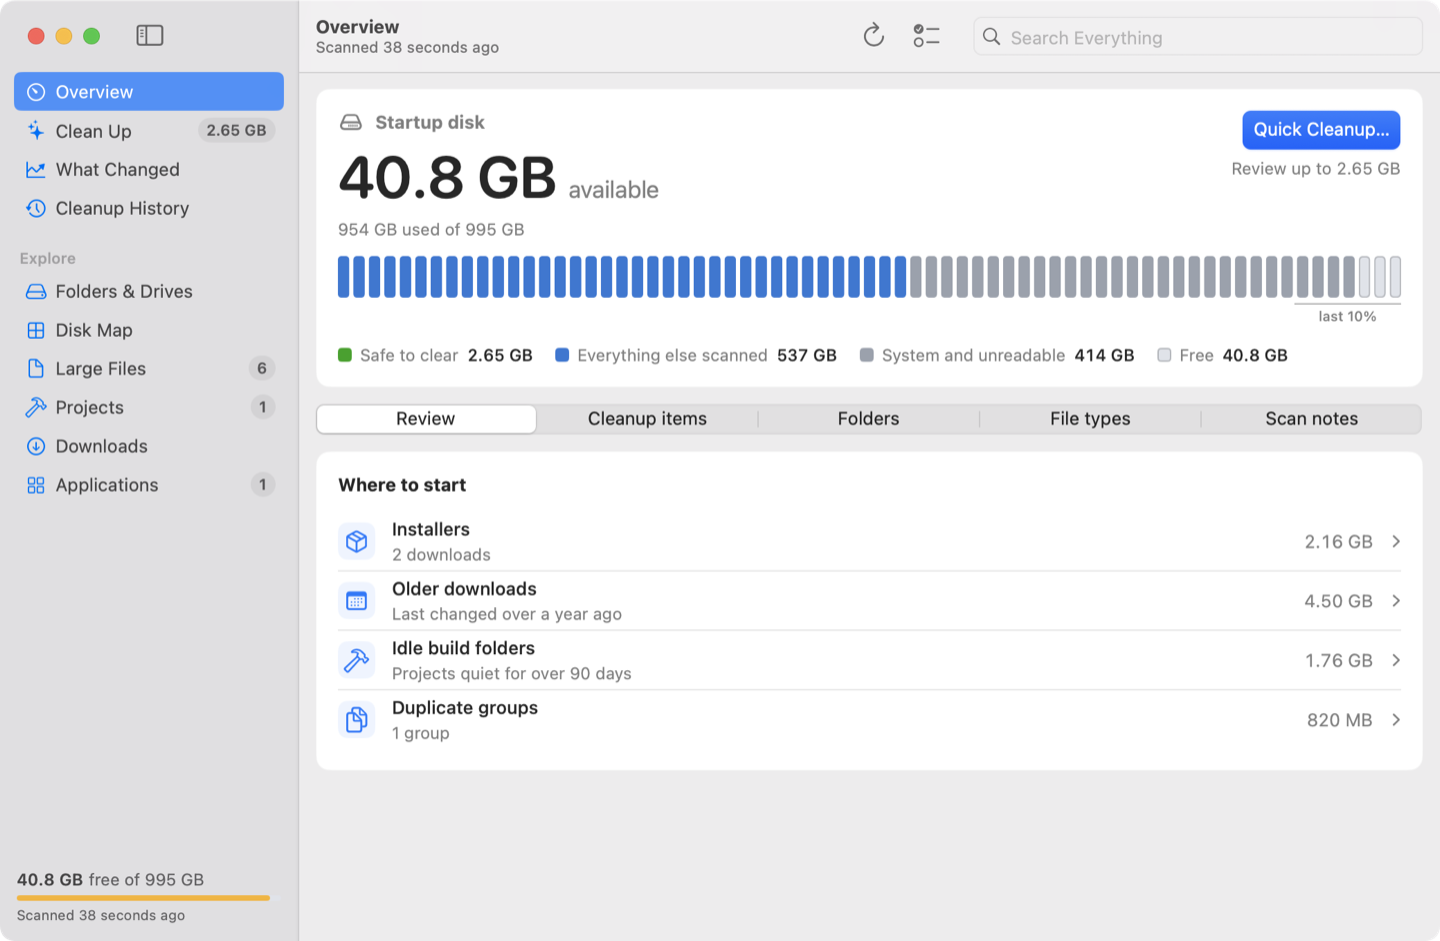 Overview
Clean Up 2.65 GB
What Changed
Cleanup History
Explore
Folders & Drives
Disk Map
Large Files 6
Projects 1
Downloads
Applications 1
40.8 GB free of 995 GB
Scanned 38 seconds ago
Overview
Scanned 38 seconds ago
Search Everything
Startup disk
Quick Cleanup...
40.8 GB available
Review up to 2.65 GB
954 GB used of 995 GB
last 10%
Safe to clear 2.65 GB Everything else scanned 537 GB System and unreadable 414 GB Free 40.8 GB
Review Cleanup items Folders File types Scan notes
Where to start
Installers
2 downloads
2.16 GB
Older downloads
Last changed over a year ago
4.50 GB
Idle build folders
Projects quiet for over 90 days
1.76 GB
Duplicate groups
1 group
820 MB